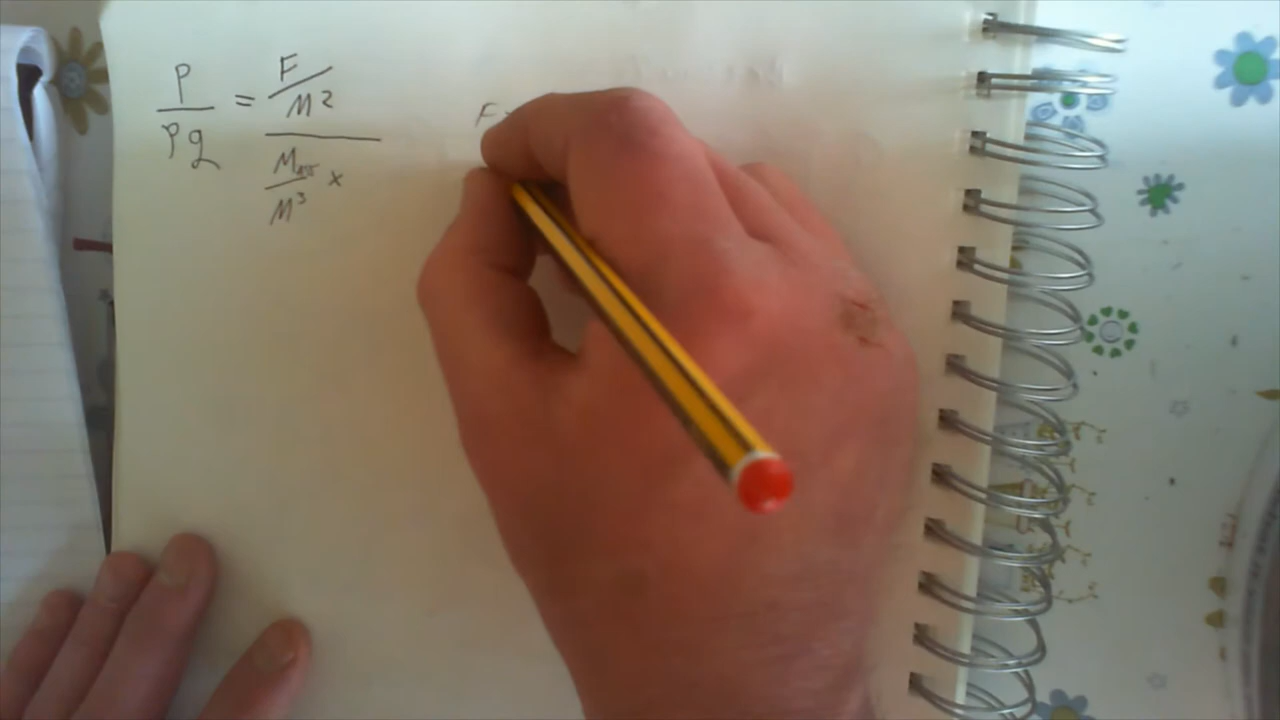 P/ρg = (F/M²)/(Mass/M³ ×
F